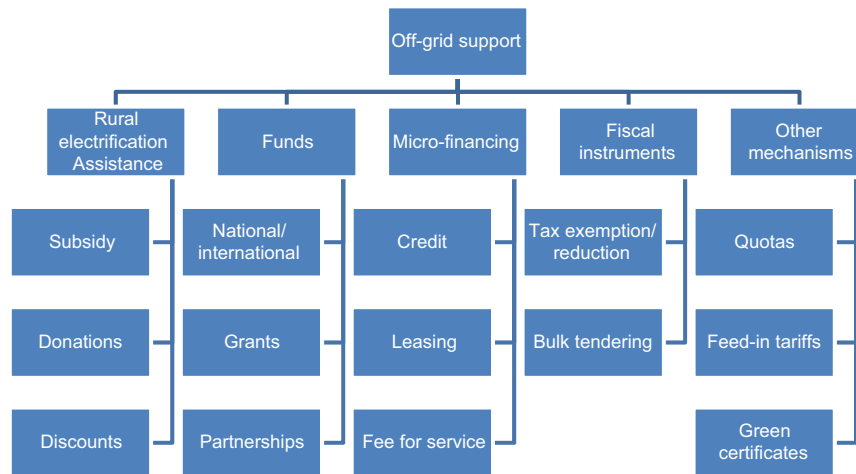 Off-grid support
Rural
electrification
Assistance
Funds
Micro-financing
Fiscal
instruments
Other
mechanisms
Subsidy
National/
international
Credit
Tax exemption/
reduction
Quotas
Donations
Grants
Leasing
Bulk tendering
Feed-in tariffs
Discounts
Partnerships
Fee for service
Green
certificates